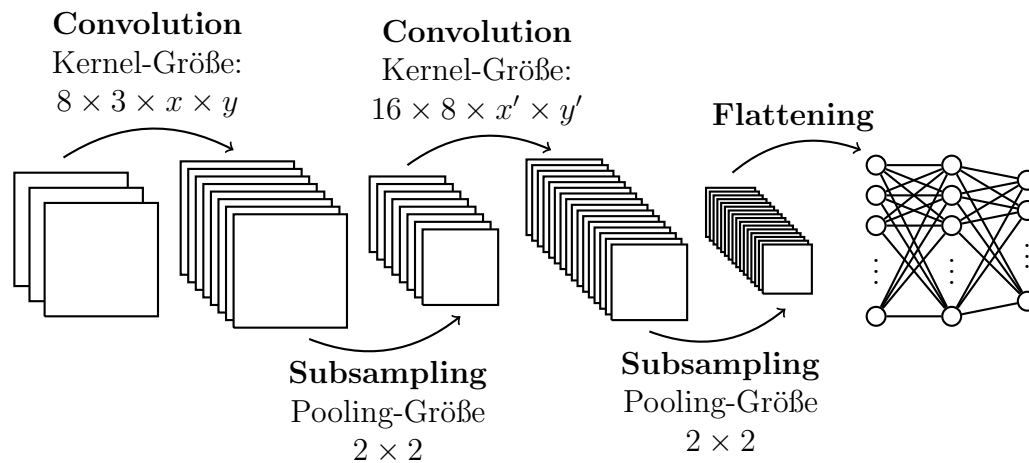 Convolution
Kernel-Größe:
8 × 3 × x × y
Convolution
Kernel-Größe:
16 × 8 × x′ × y′
Flattening
Subsampling
Pooling-Größe
2 × 2
Subsampling
Pooling-Größe
2 × 2